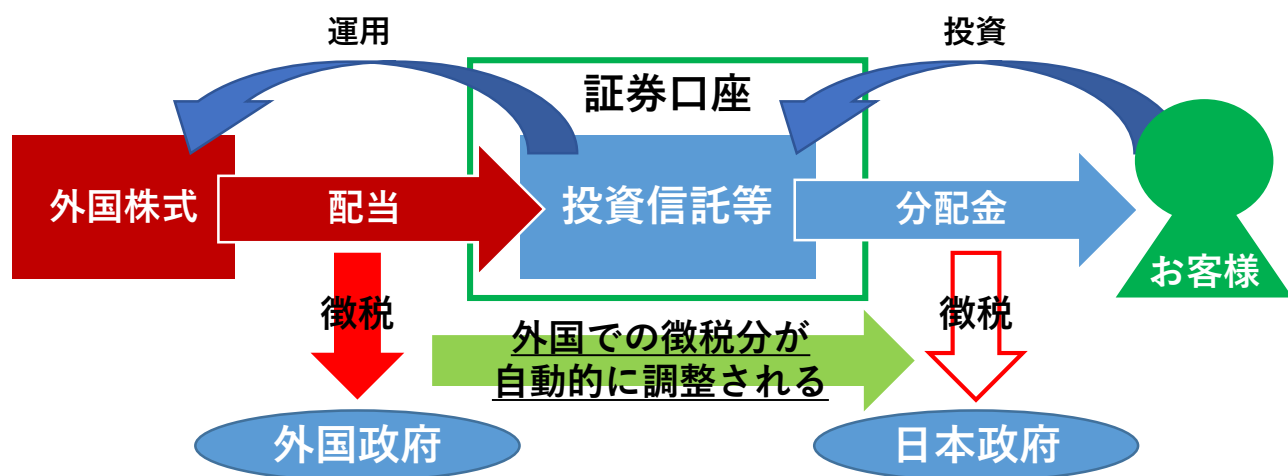 運用
投資
証券口座
外国株式
配当
投資信託等
分配金
お客様
徴税
徴税
外国での徴税分が
自動的に調整される
外国政府
日本政府